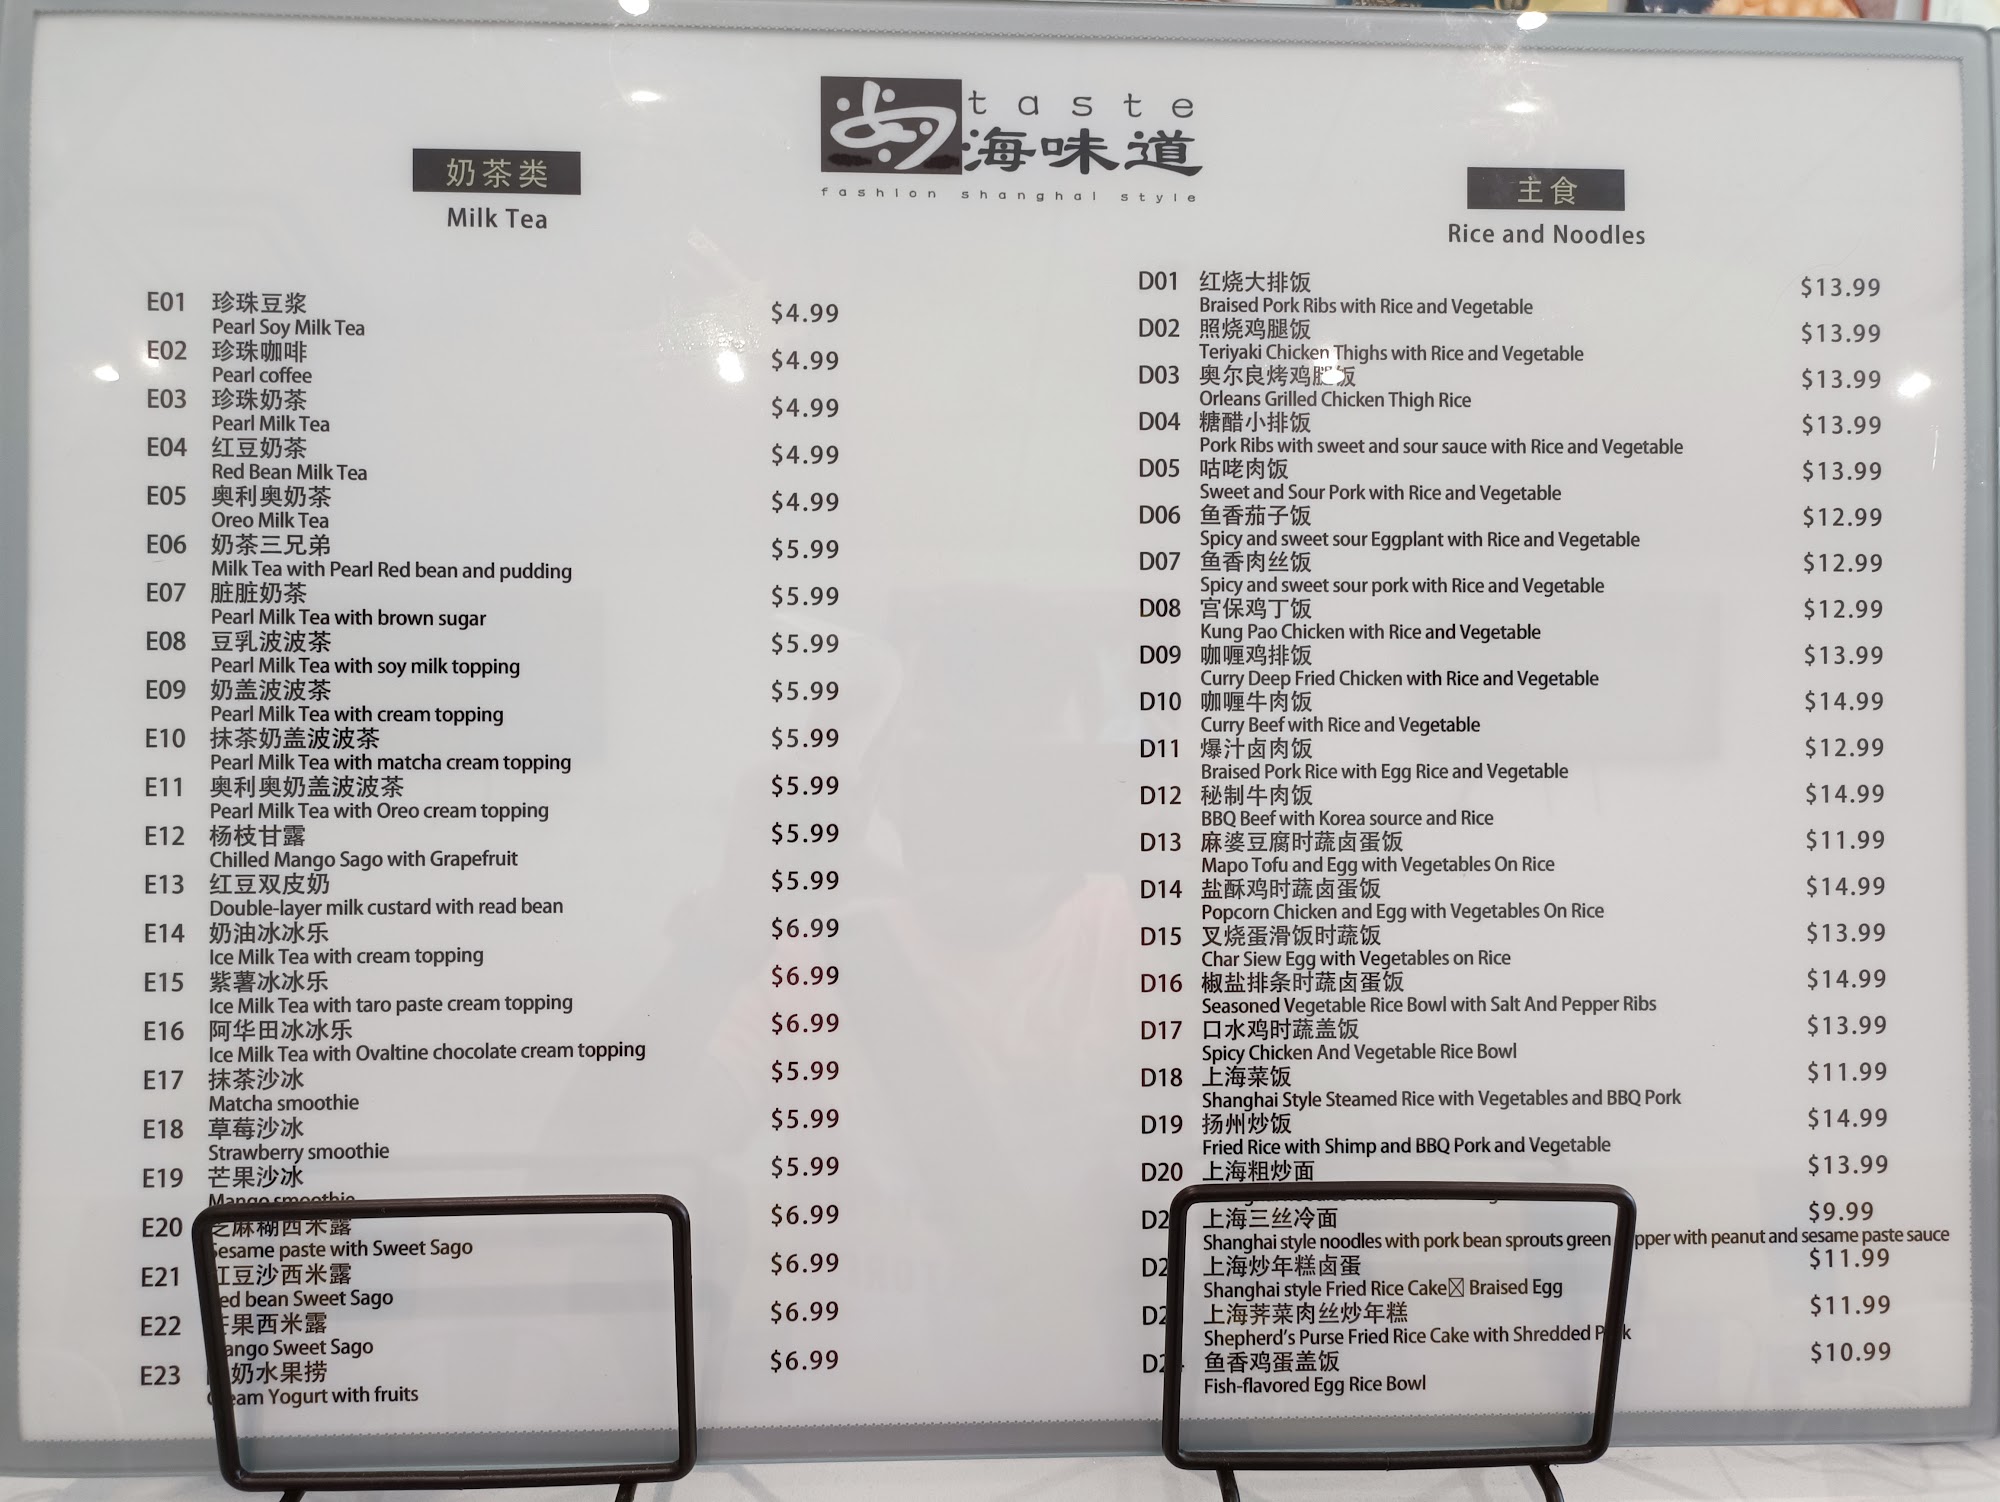 taste
海味道
fashion shanghai style
奶茶类
Milk Tea
E01 珍珠豆浆 $4.99
Pearl Soy Milk Tea
E02 珍珠咖啡 $4.99
Pearl coffee
E03 珍珠奶茶 $4.99
Pearl Milk Tea
E04 红豆奶茶 $4.99
Red Bean Milk Tea
E05 奥利奥奶茶 $4.99
Oreo Milk Tea
E06 奶茶三兄弟 $5.99
Milk Tea with Pearl Red bean and pudding
E07 脏脏奶茶 $5.99
Pearl Milk Tea with brown sugar
E08 豆乳波波茶 $5.99
Pearl Milk Tea with soy milk topping
E09 奶盖波波茶 $5.99
Pearl Milk Tea with cream topping
E10 抹茶奶盖波波茶 $5.99
Pearl Milk Tea with matcha cream topping
E11 奥利奥奶盖波波茶 $5.99
Pearl Milk Tea with Oreo cream topping
E12 杨枝甘露 $5.99
Chilled Mango Sago with Grapefruit
E13 红豆双皮奶 $5.99
Double-layer milk custard with read bean
E14 奶油冰冰乐 $6.99
Ice Milk Tea with cream topping
E15 紫薯冰冰乐 $6.99
Ice Milk Tea with taro paste cream topping
E16 阿华田冰冰乐 $6.99
Ice Milk Tea with Ovaltine chocolate cream topping
E17 抹茶沙冰 $5.99
Matcha smoothie
E18 草莓沙冰 $5.99
Strawberry smoothie
E19 芒果沙冰 $5.99
Mango smoothie
E20 芝麻糊西米露 $6.99
Sesame paste with Sweet Sago
E21 红豆沙西米露 $6.99
Red bean Sweet Sago
E22 芒果西米露 $6.99
Mango Sweet Sago
E23 奶水果捞 $6.99
Cream Yogurt with fruits
主食
Rice and Noodles
D01 红烧大排饭 $13.99
Braised Pork Ribs with Rice and Vegetable
D02 照烧鸡腿饭 $13.99
Teriyaki Chicken Thighs with Rice and Vegetable
D03 奥尔良烤鸡腿饭 $13.99
Orleans Grilled Chicken Thigh Rice
D04 糖醋小排饭 $13.99
Pork Ribs with sweet and sour sauce with Rice and Vegetable
D05 咕咾肉饭 $13.99
Sweet and Sour Pork with Rice and Vegetable
D06 鱼香茄子饭 $12.99
Spicy and sweet sour Eggplant with Rice and Vegetable
D07 鱼香肉丝饭 $12.99
Spicy and sweet sour pork with Rice and Vegetable
D08 宫保鸡丁饭 $12.99
Kung Pao Chicken with Rice and Vegetable
D09 咖喱鸡排饭 $13.99
Curry Deep Fried Chicken with Rice and Vegetable
D10 咖喱牛肉饭 $14.99
Curry Beef with Rice and Vegetable
D11 爆汁卤肉饭 $12.99
Braised Pork Rice with Egg Rice and Vegetable
D12 秘制牛肉饭 $14.99
BBQ Beef with Korea source and Rice
D13 麻婆豆腐时蔬卤蛋饭 $11.99
Mapo Tofu and Egg with Vegetables On Rice
D14 盐酥鸡时蔬卤蛋饭 $14.99
Popcorn Chicken and Egg with Vegetables On Rice
D15 叉烧蛋滑饭时蔬饭 $13.99
Char Siew Egg with Vegetables on Rice
D16 椒盐排条时蔬卤蛋饭 $14.99
Seasoned Vegetable Rice Bowl with Salt And Pepper Ribs
D17 口水鸡时蔬盖饭 $13.99
Spicy Chicken And Vegetable Rice Bowl
D18 上海菜饭 $11.99
Shanghai Style Steamed Rice with Vegetables and BBQ Pork
D19 扬州炒饭 $14.99
Fried Rice with Shimp and BBQ Pork and Vegetable
D20 上海粗炒面 $13.99
上海三丝冷面 $9.99
Shanghai style noodles with pork bean sprouts green pepper with peanut and sesame paste sauce
上海炒年糕卤蛋 $11.99
Shanghai style Fried Rice Cake Braised Egg
上海荠菜肉丝炒年糕 $11.99
Shepherd's Purse Fried Rice Cake with Shredded Pork
鱼香鸡蛋盖饭 $10.99
Fish-flavored Egg Rice Bowl